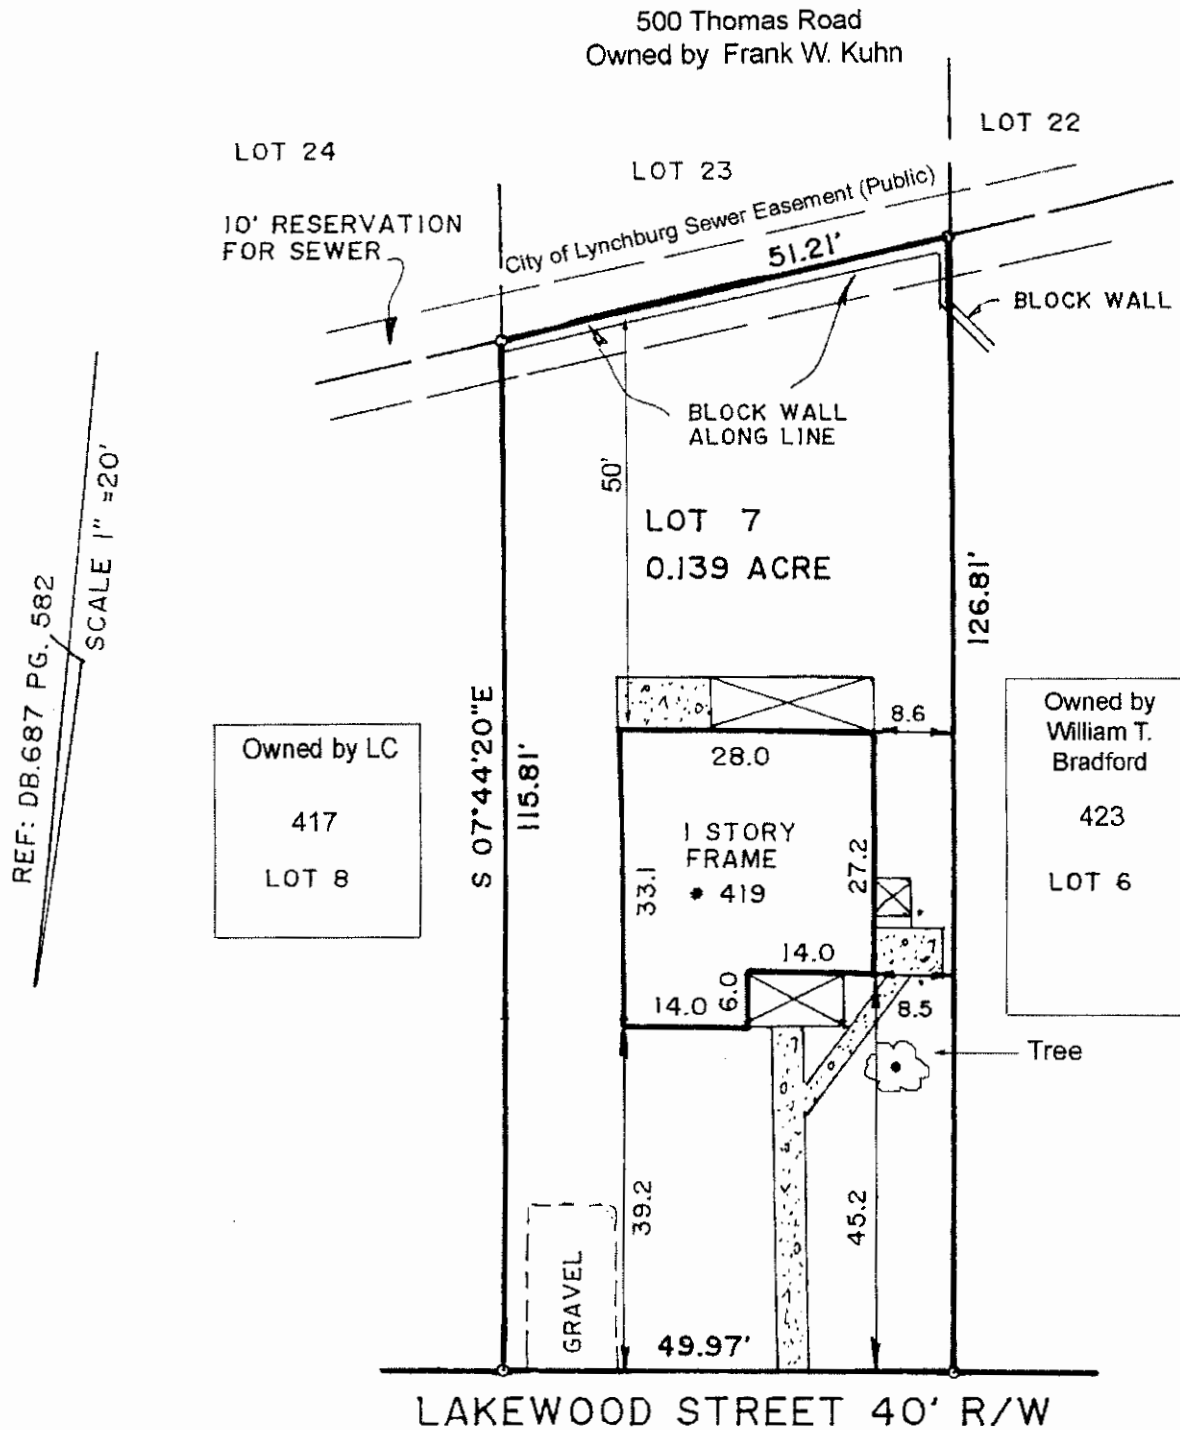 500 Thomas Road
Owned by Frank W. Kuhn
LOT 24
LOT 23
LOT 22
10' RESERVATION
FOR SEWER
City of Lynchburg Sewer Easement (Public)
51.21'
BLOCK WALL
BLOCK WALL
ALONG LINE
50'
LOT 7
0.139 ACRE
126.81'
REF: DB.687 PG. 582
SCALE 1" =20'
S 07°44'20"E
115.81'
Owned by LC
417
LOT 8
28.0
8.6
1 STORY
FRAME
* 419
33.1
27.2
14.0
14.0
6.0
8.5
Owned by
William T.
Bradford
423
LOT 6
Tree
39.2
45.2
GRAVEL
49.97'
LAKEWOOD STREET 40' R/W